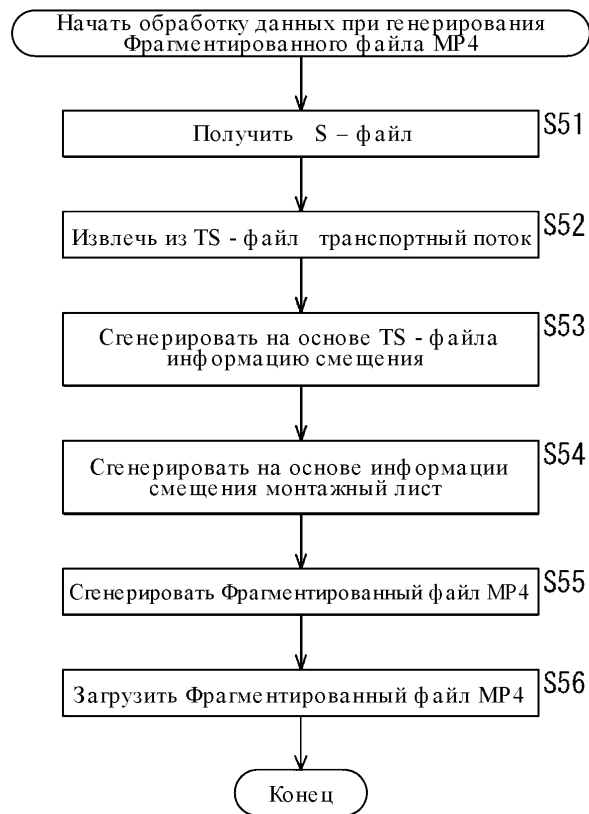 Начать обработку данных при генерирования
Фрагментированного файла MP4
S51
Получить S – файл
S52
Извлечь из TS - файл транспортный поток
S53
Сгенерировать на основе TS - файла
информацию смещения
S54
Сгенерировать на основе информации
смещения монтажный лист
S55
Сгенерировать Фрагментированный файл MP4
S56
Загрузить Фрагментированный файл MP4
Конец